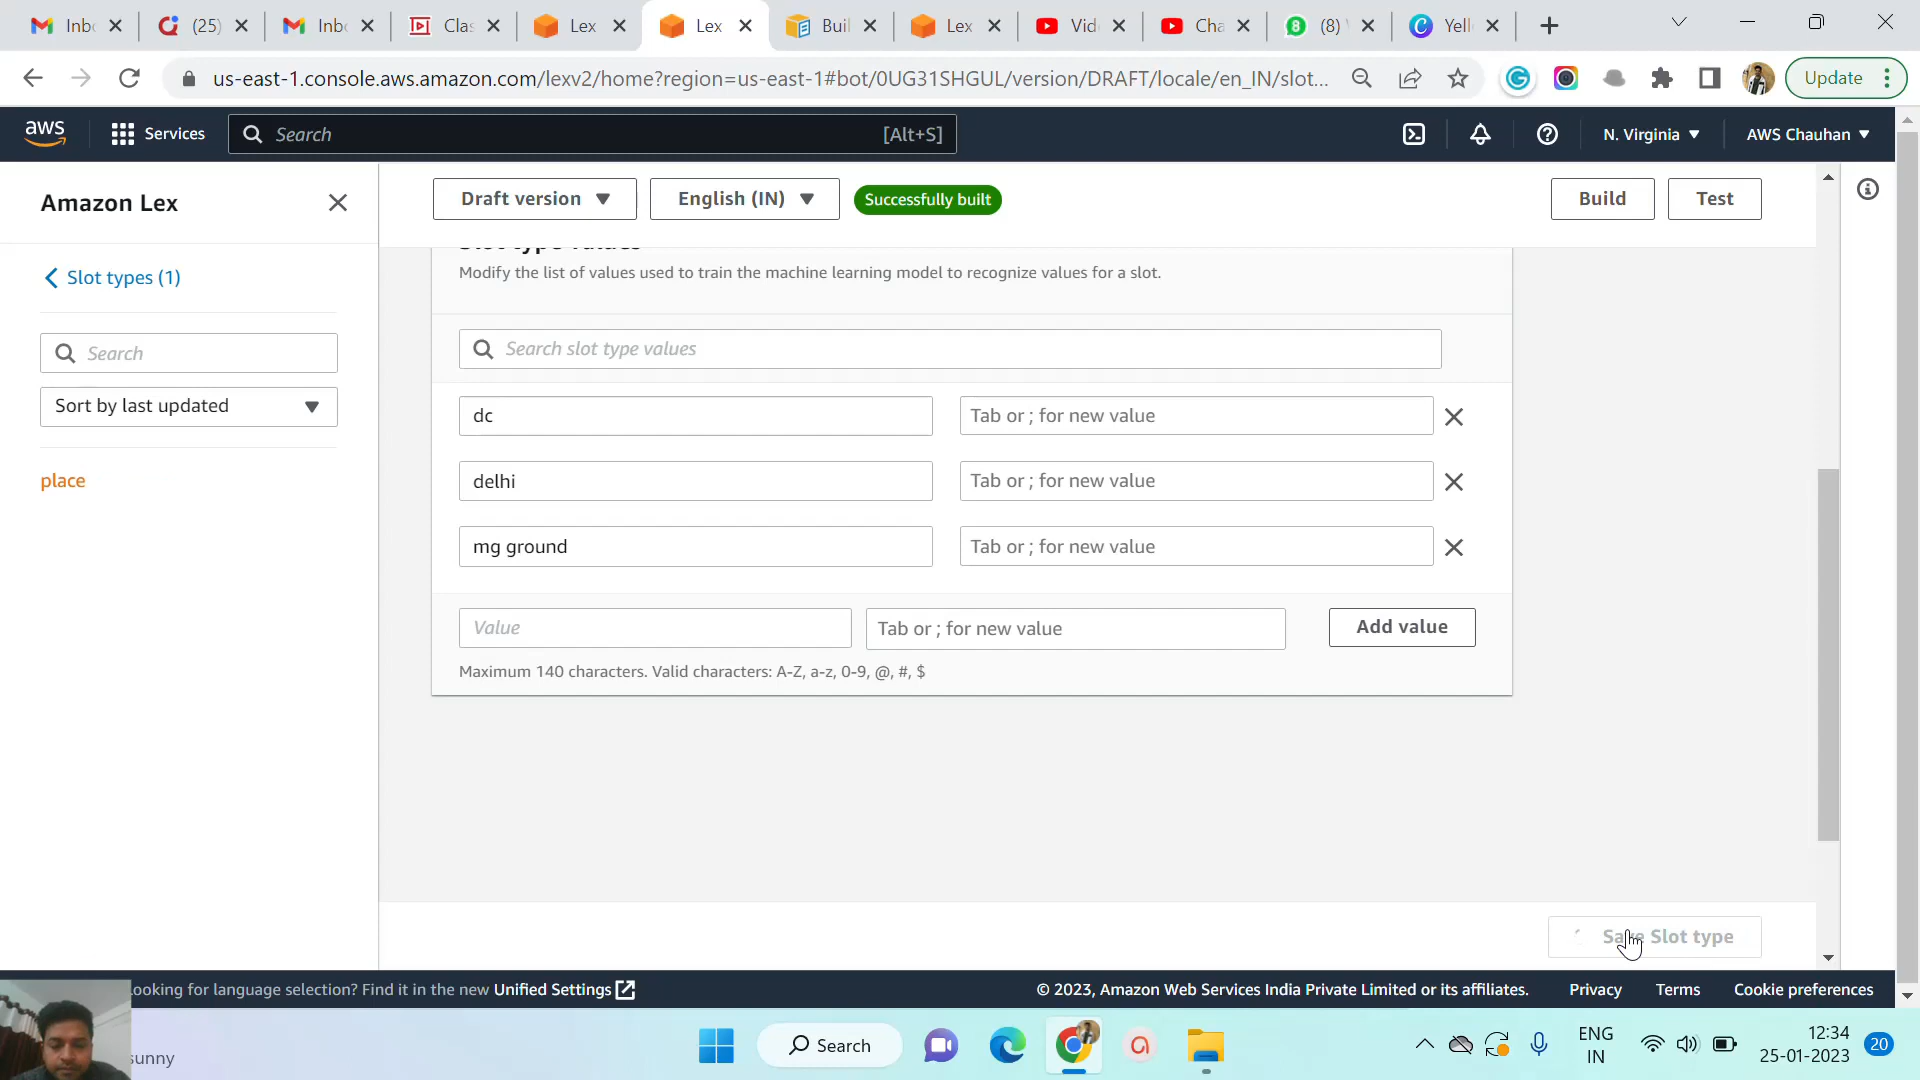 Inbc
(25)
Inbc
Clas
Lex
Lex
Buil
Lex
Vid
Cha
(8)
Yell
us-east-1.console.aws.amazon.com/lexv2/home?region=us-east-1#bot/0UG31SHGUL/version/DRAFT/locale/en_IN/slot...
Update
aws
Services
Search
[Alt+S]
N. Virginia
AWS Chauhan
Amazon Lex
Draft version
English (IN)
Successfully built
Build
Test
Slot types (1)
Slot type values
Modify the list of values used to train the machine learning model to recognize values for a slot.
Search
Search slot type values
Sort by last updated
dc
Tab or ; for new value
place
delhi
Tab or ; for new value
mg ground
Tab or ; for new value
Value
Tab or ; for new value
Add value
Maximum 140 characters. Valid characters: A-Z, a-z, 0-9, @, #, $
Save Slot type
ooking for language selection? Find it in the new Unified Settings
© 2023, Amazon Web Services India Private Limited or its affiliates.
Privacy
Terms
Cookie preferences
sunny
Search
ENG
IN
12:34
25-01-2023
20